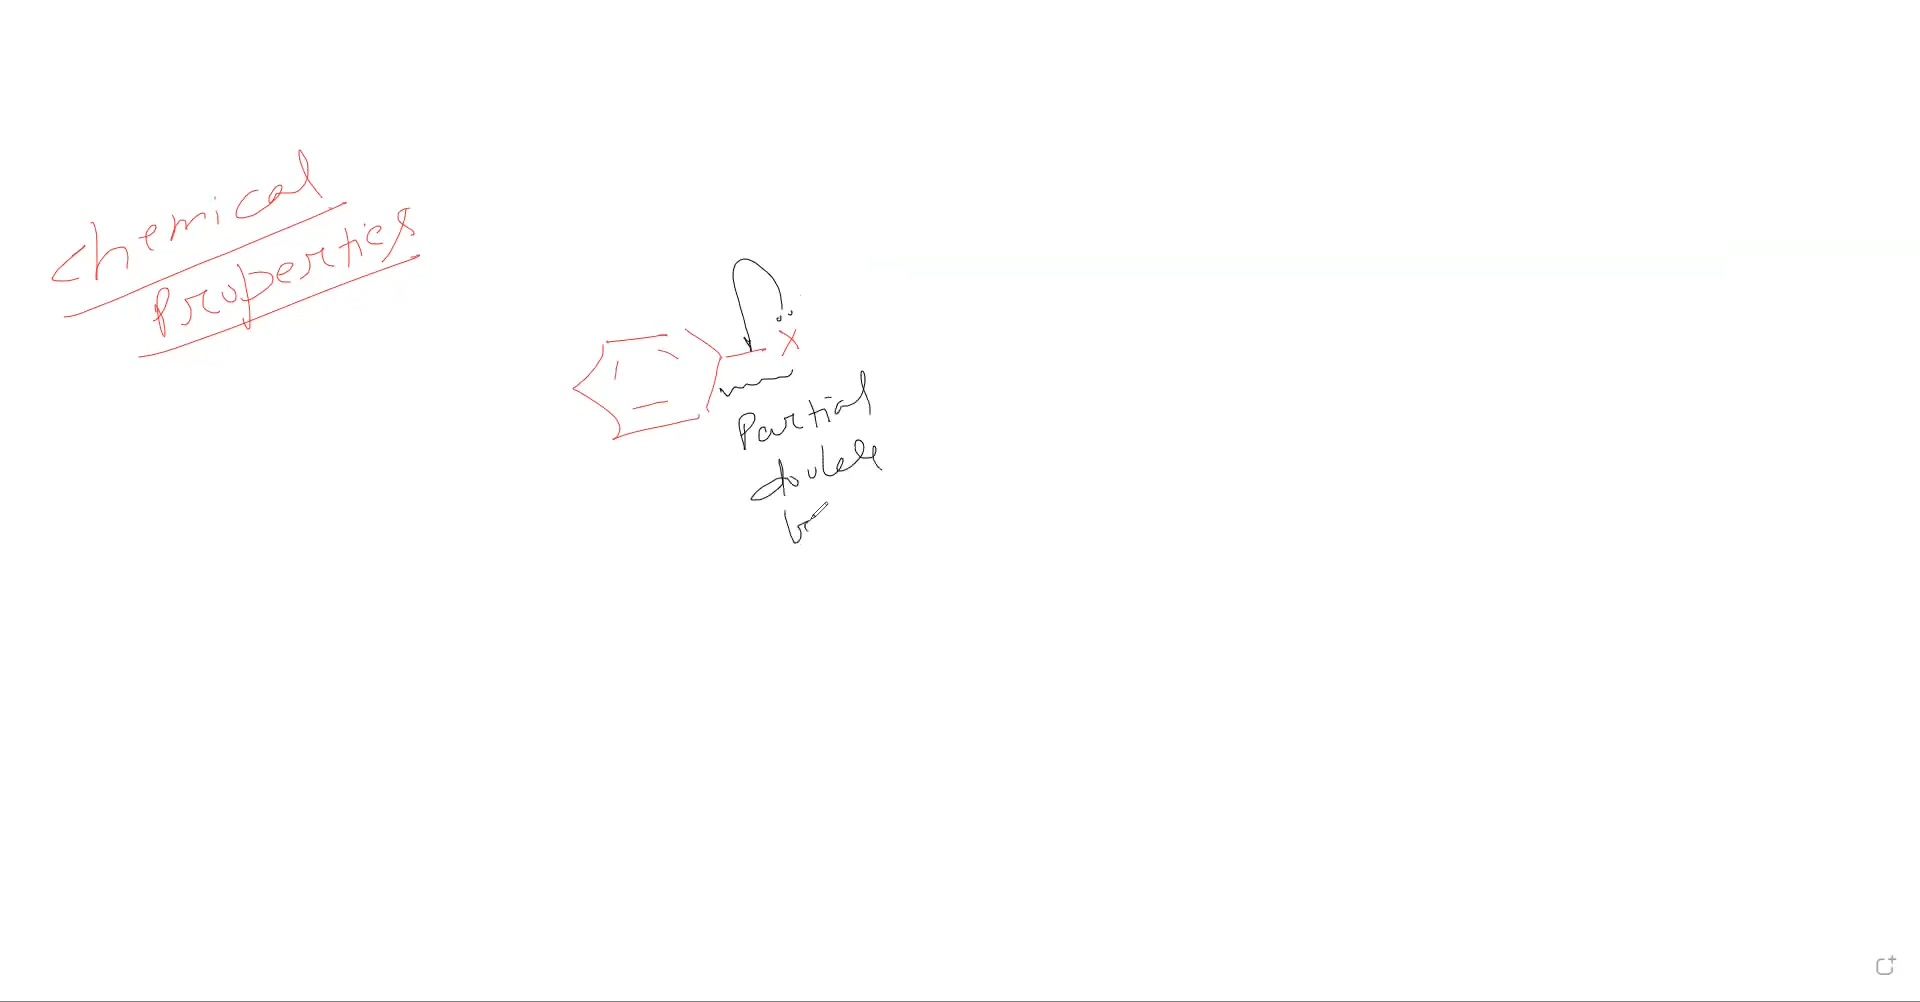 chemical
properties
X
Partial
double